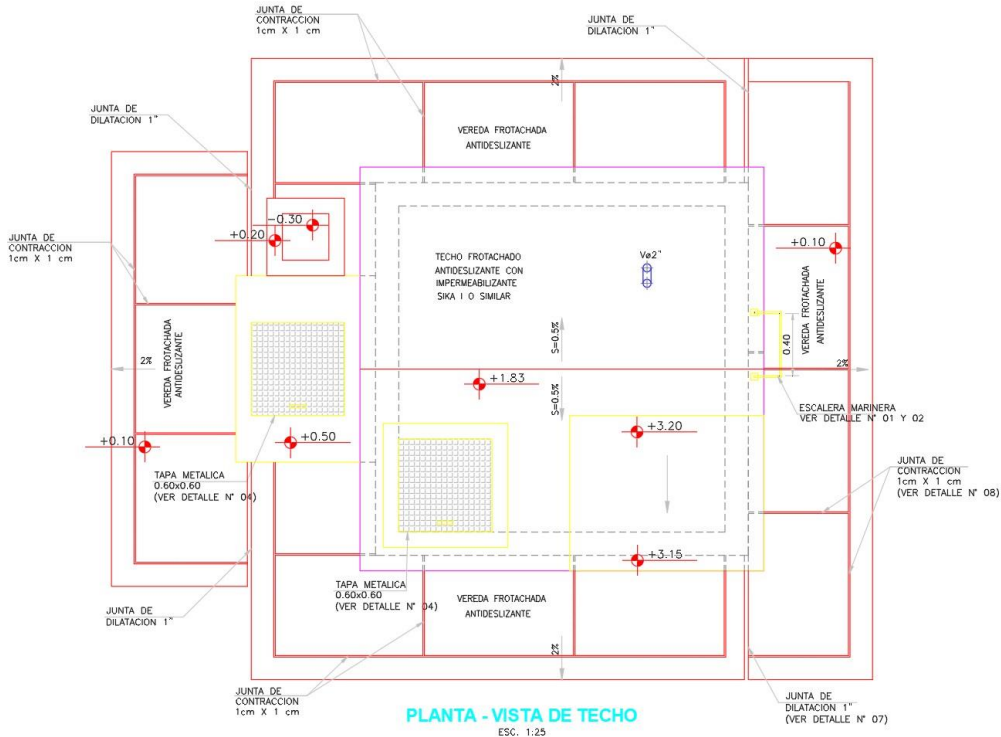 JUNTA DE
CONTRACCION
1cm X 1 cm
JUNTA DE
DILATACION 1"
2%
JUNTA DE
DILATACION 1"
VEREDA FROTACHADA
ANTIDESLIZANTE
-0.30
+0.20
JUNTA DE
CONTRACCION
1cm X 1 cm
TECHO FROTACHADO
ANTIDESLIZANTE CON
IMPERMEABILIZANTE
SIKA I O SIMILAR
Vø2"
+0.10
VEREDA FROTACHADA
ANTIDESLIZANTE
0.40
S=0.5%
S=0.5%
2%
VEREDA FROTACHADA
ANTIDESLIZANTE
2%
+1.83
ESCALERA MARINERA
VER DETALLE N° 01 Y 02
+0.10
+0.50
+3.20
TAPA METALICA
0.60x0.60
(VER DETALLE N° 04)
JUNTA DE
CONTRACCION
1cm X 1 cm
(VER DETALLE N° 08)
+3.15
TAPA METALICA
0.60x0.60
(VER DETALLE N° 04)
VEREDA FROTACHADA
ANTIDESLIZANTE
JUNTA DE
DILATACION 1"
2%
JUNTA DE
CONTRACCION
1cm X 1 cm
JUNTA DE
DILATACION 1"
(VER DETALLE N° 07)
PLANTA - VISTA DE TECHO
ESC. 1:25